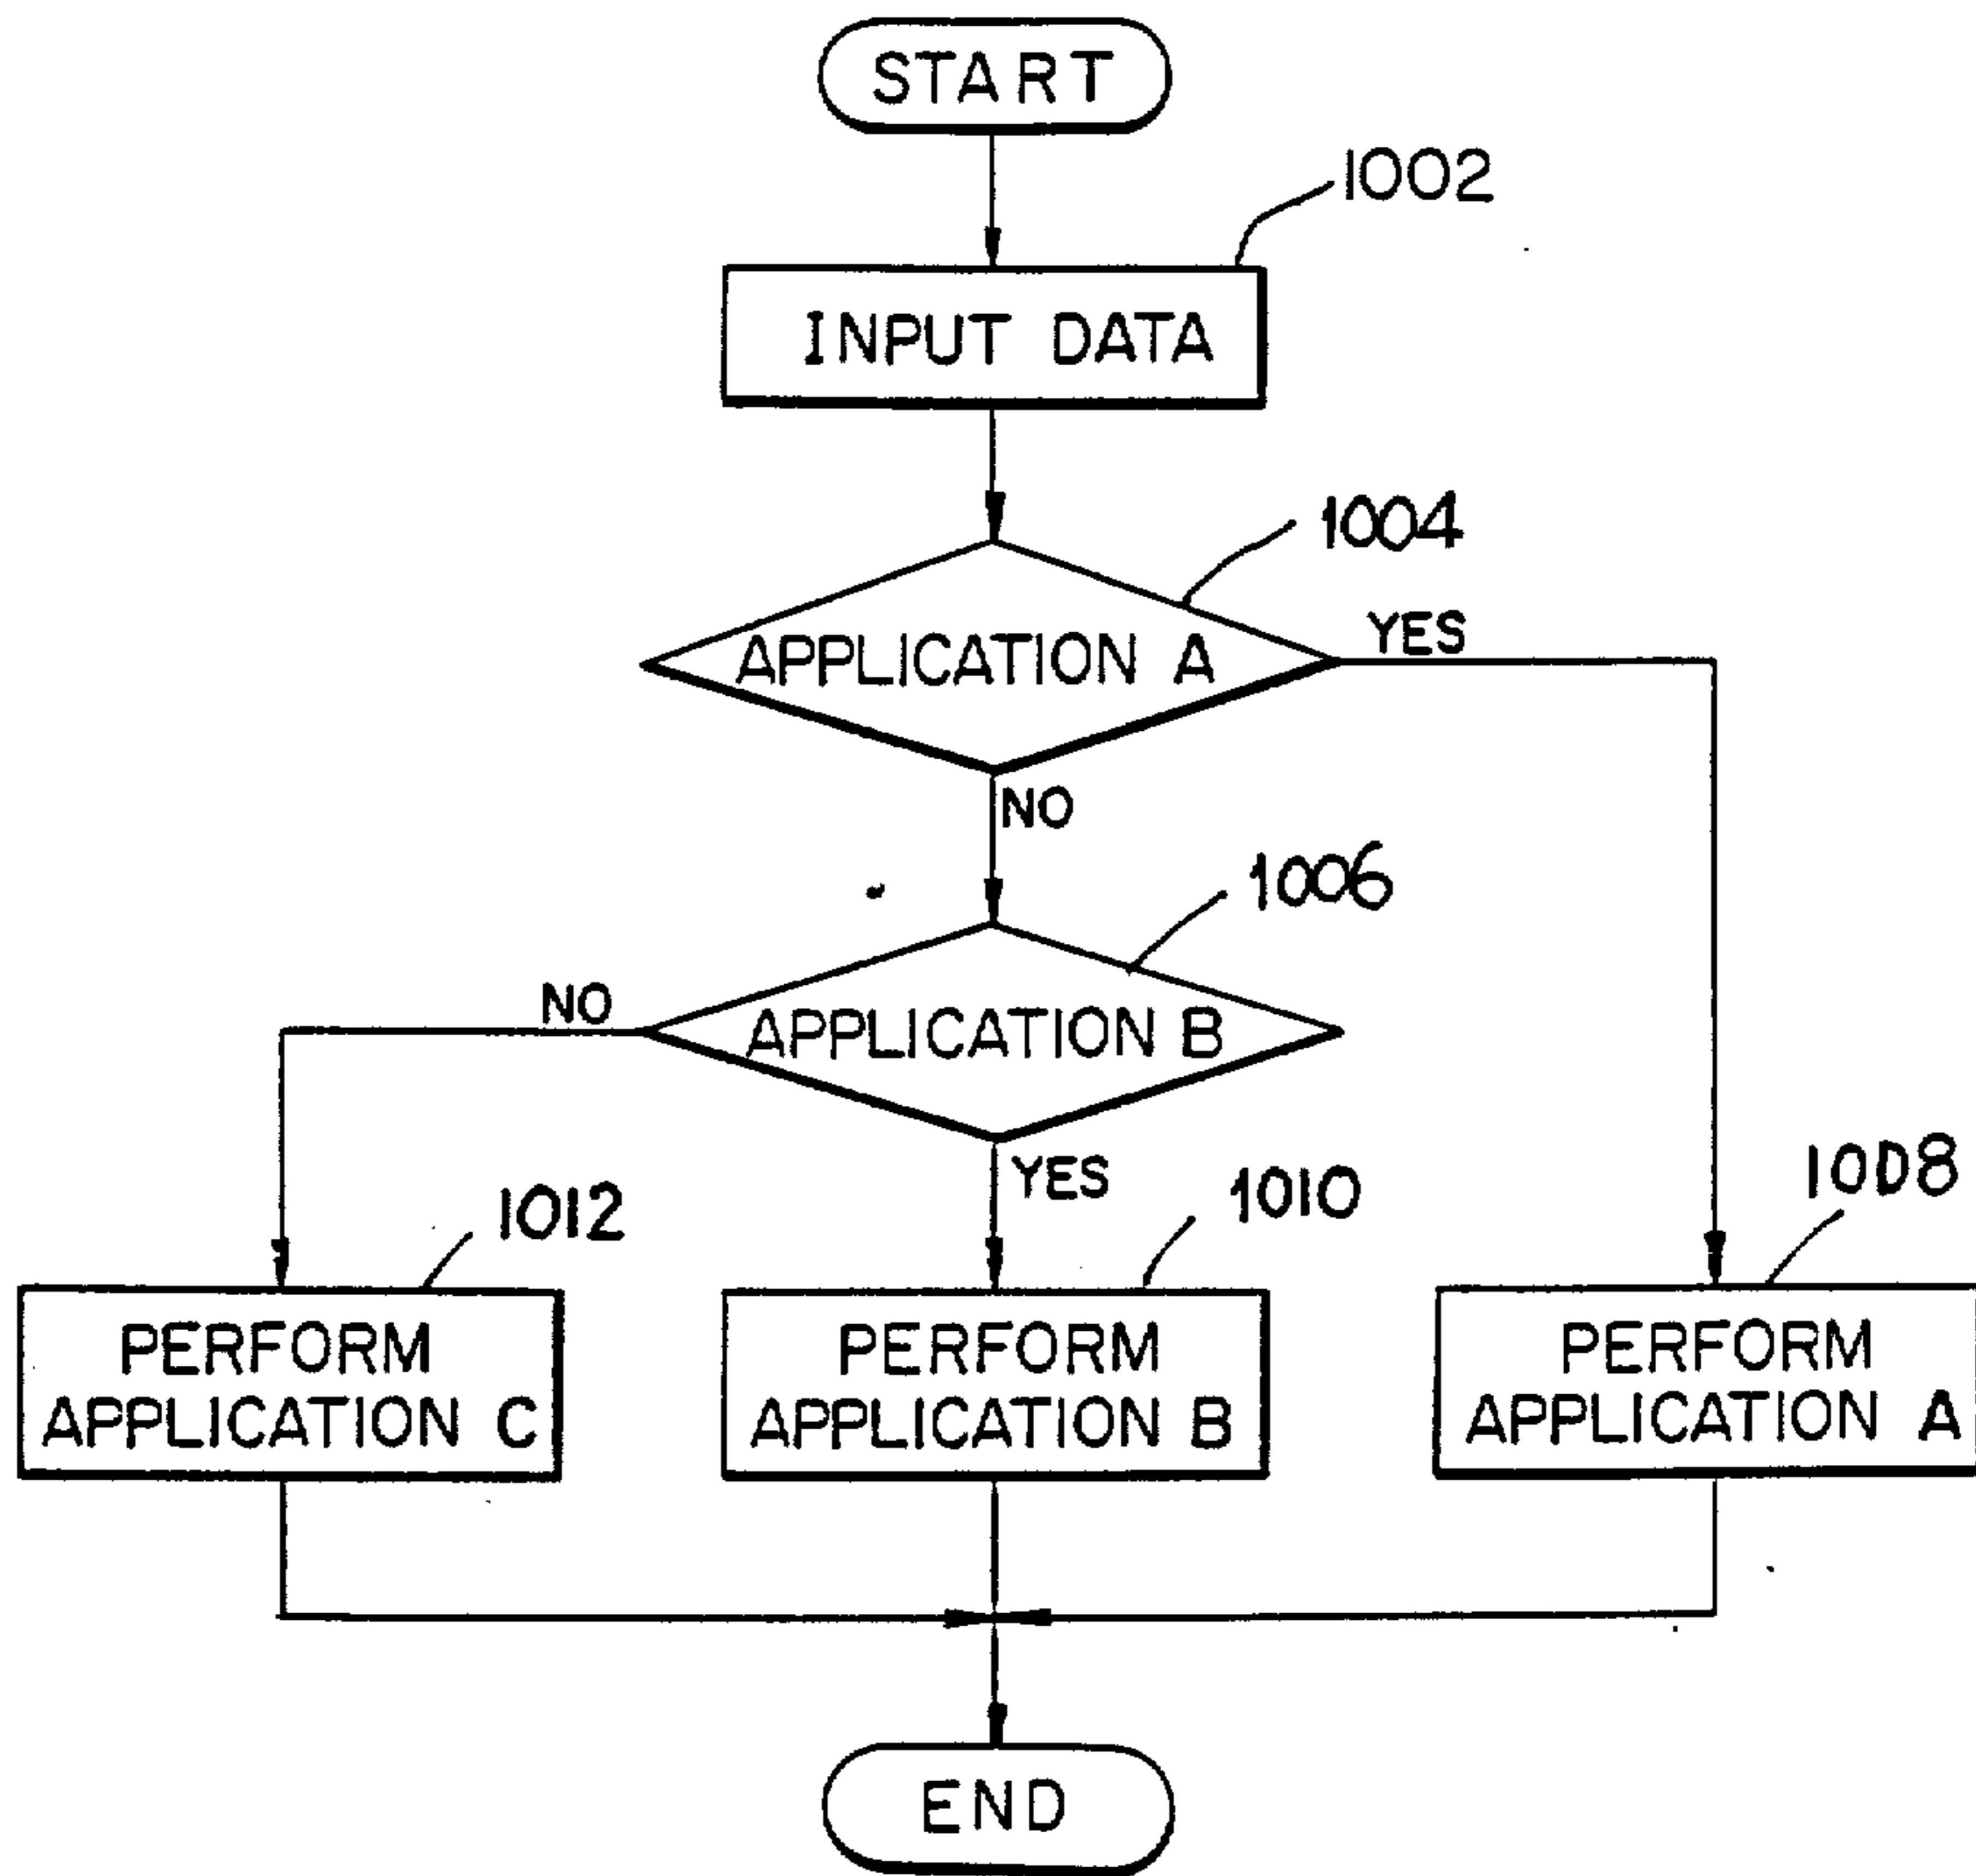 START
1002
INPUT DATA
1004
APPLICATION A
YES
NO
1006
APPLICATION B
NO
YES
1012
1010
1008
PERFORM
APPLICATION C
PERFORM
APPLICATION B
PERFORM
APPLICATION A
END